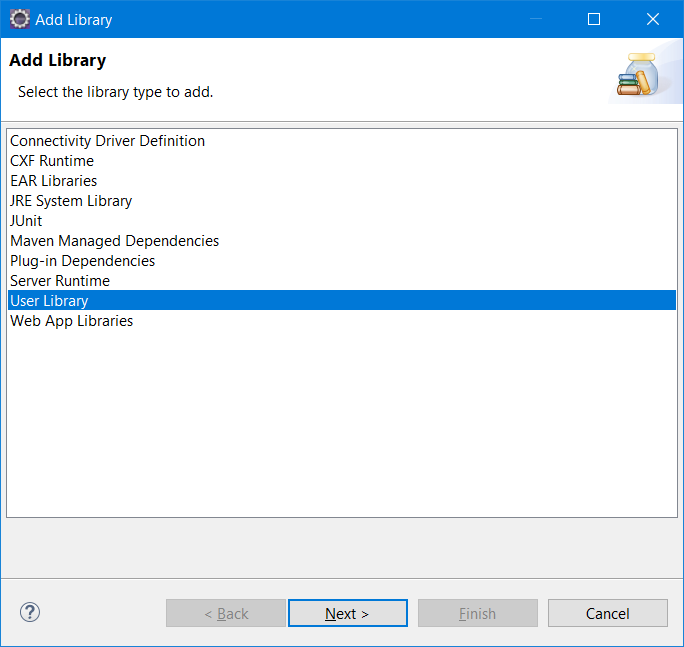 Add Library
Add Library
Select the library type to add.
Connectivity Driver Definition
CXF Runtime
EAR Libraries
JRE System Library
JUnit
Maven Managed Dependencies
Plug-in Dependencies
Server Runtime
User Library
Web App Libraries
? < Back Next > Finish Cancel